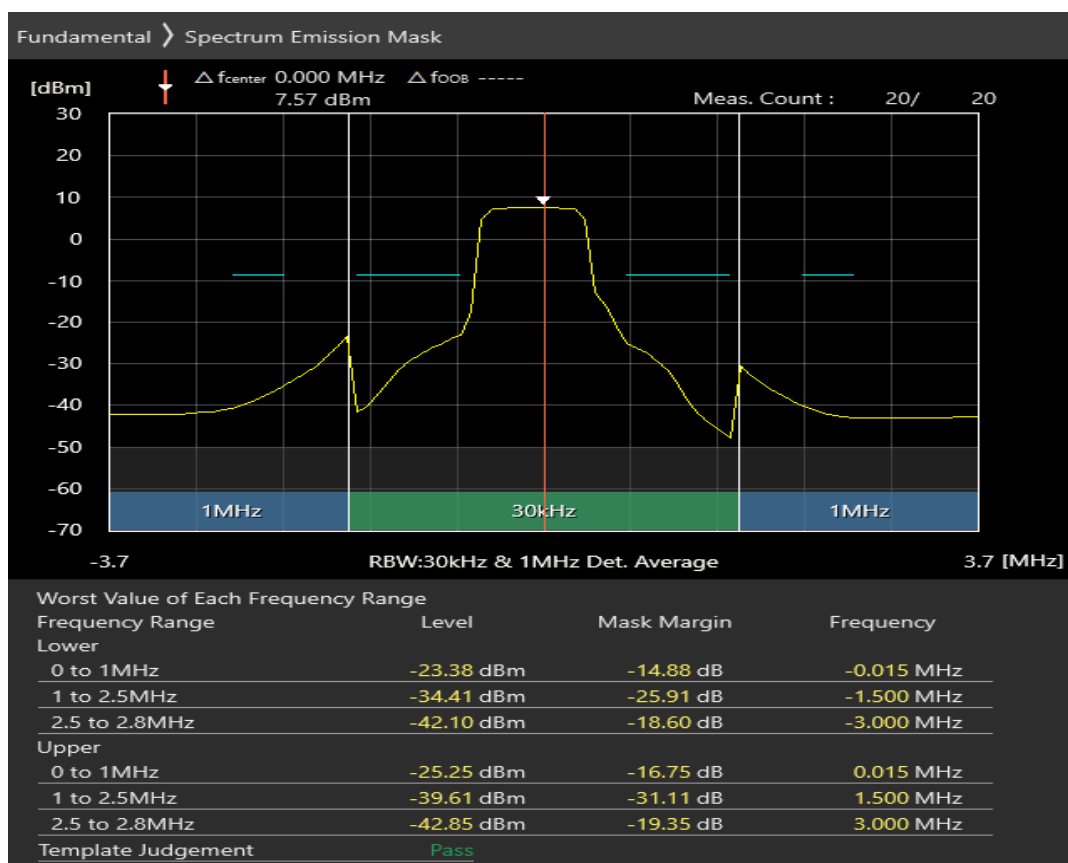 Fundamental ❯ Spectrum Emission Mask
△ fcenter 0.000 MHz △ fOOB -----
[dBm] 7.57 dBm Meas. Count : 20/ 20
30
20
10
0
-10
-20
-30
-40
-50
-60
1MHz 30kHz 1MHz
-70
-3.7 RBW:30kHz & 1MHz Det. Average 3.7 [MHz]
Worst Value of Each Frequency Range
Frequency Range Level Mask Margin Frequency
Lower
0 to 1MHz -23.38 dBm -14.88 dB -0.015 MHz
1 to 2.5MHz -34.41 dBm -25.91 dB -1.500 MHz
2.5 to 2.8MHz -42.10 dBm -18.60 dB -3.000 MHz
Upper
0 to 1MHz -25.25 dBm -16.75 dB 0.015 MHz
1 to 2.5MHz -39.61 dBm -31.11 dB 1.500 MHz
2.5 to 2.8MHz -42.85 dBm -19.35 dB 3.000 MHz
Template Judgement Pass